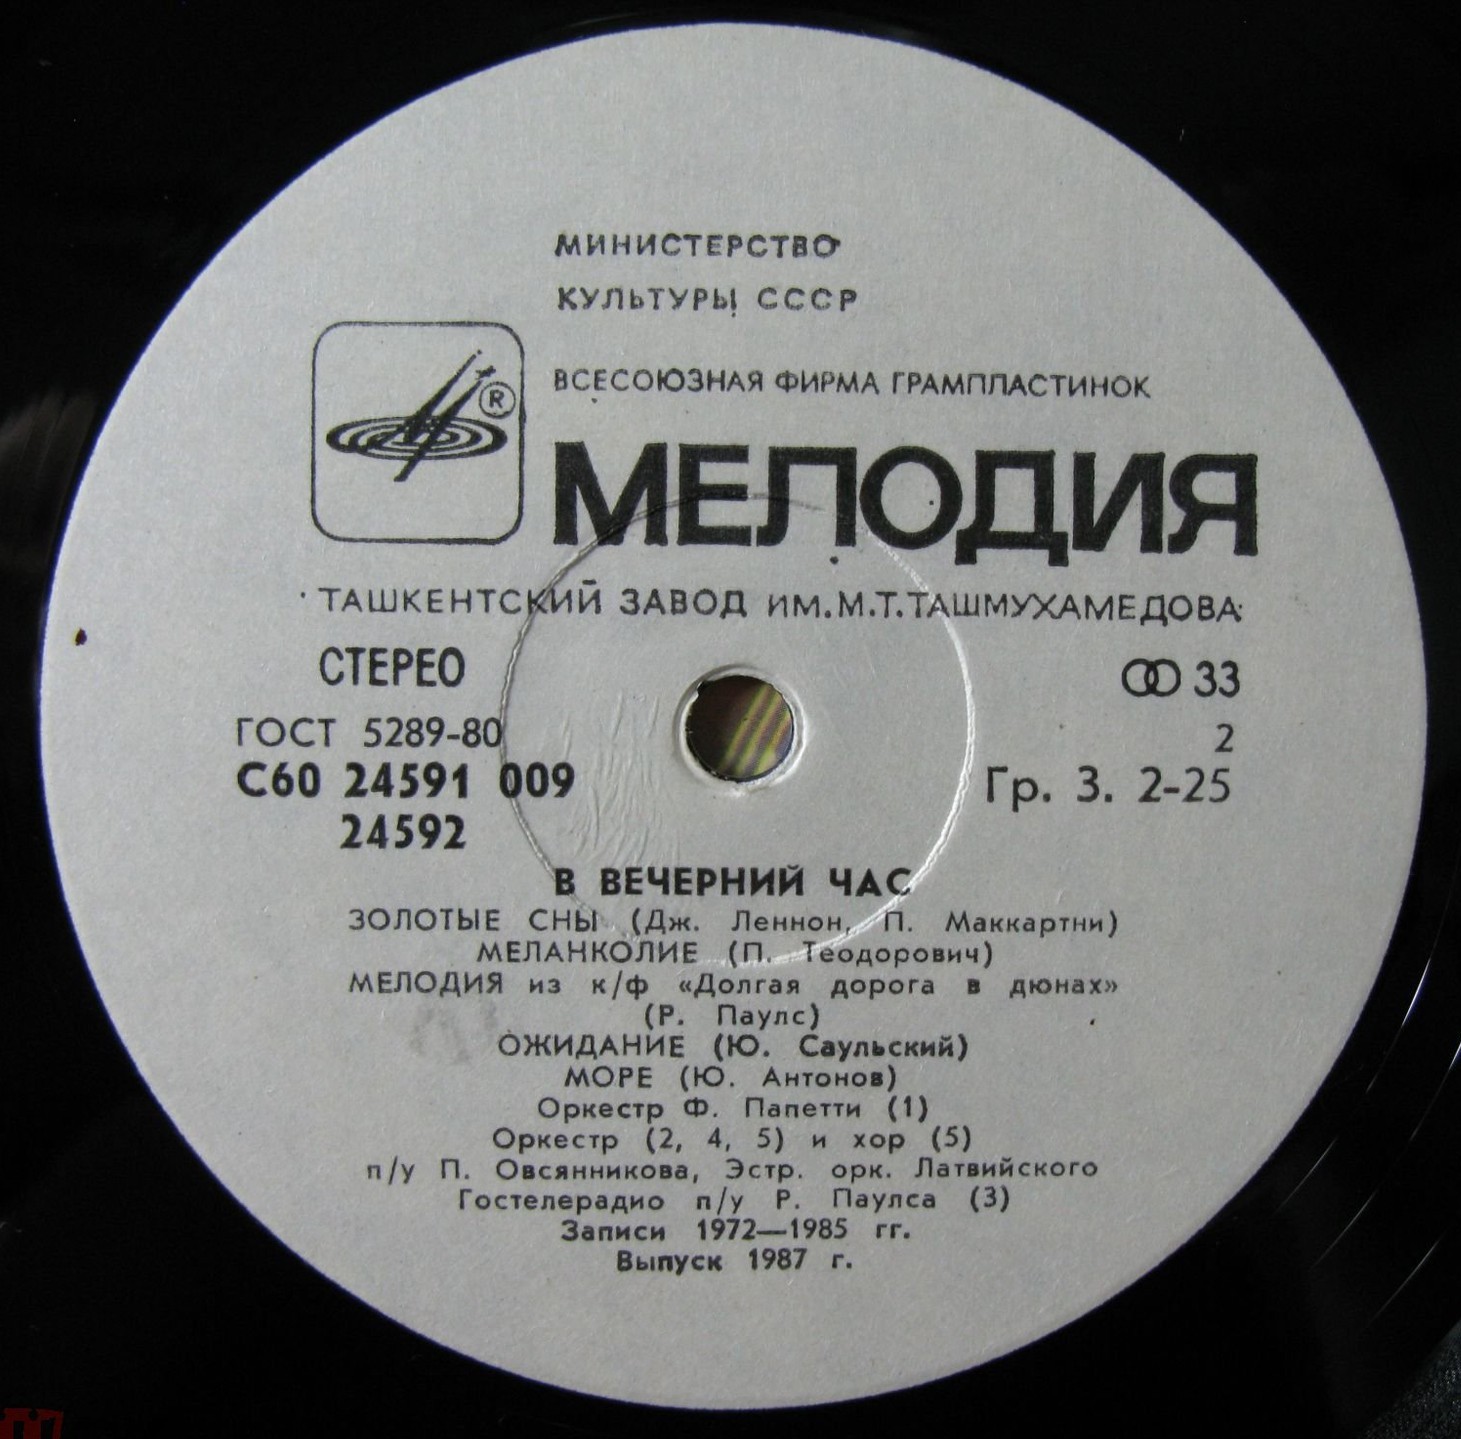 МИНИСТЕРСТВО
КУЛЬТУРЫ СССР
ВСЕСОЮЗНАЯ ФИРМА ГРАМПЛАСТИНОК
®
МЕЛОДИЯ
ТАШКЕНТСКИЙ ЗАВОД ИМ.М.Т.ТАШМУХАМЕДОВА
СТЕРЕО
33
ГОСТ 5289-80
2
С60 24591 009
Гр. 3. 2-25
24592
В ВЕЧЕРНИЙ ЧАС
ЗОЛОТЫЕ СНЫ (Дж. Леннон, П. Маккартни)
МЕЛАНКОЛИЕ (П. Теодорович)
МЕЛОДИЯ из к/ф «Долгая дорога в дюнах»
(Р. Паулс)
ОЖИДАНИЕ (Ю. Саульский)
МОРЕ (Ю. Антонов)
Оркестр Ф. Папетти (1)
Оркестр (2, 4, 5) и хор (5)
п/у П. Овсянникова, Эстр. орк. Латвийского
Гостелерадио п/у Р. Паулса (3)
Записи 1972—1985 гг.
Выпуск 1987 г.